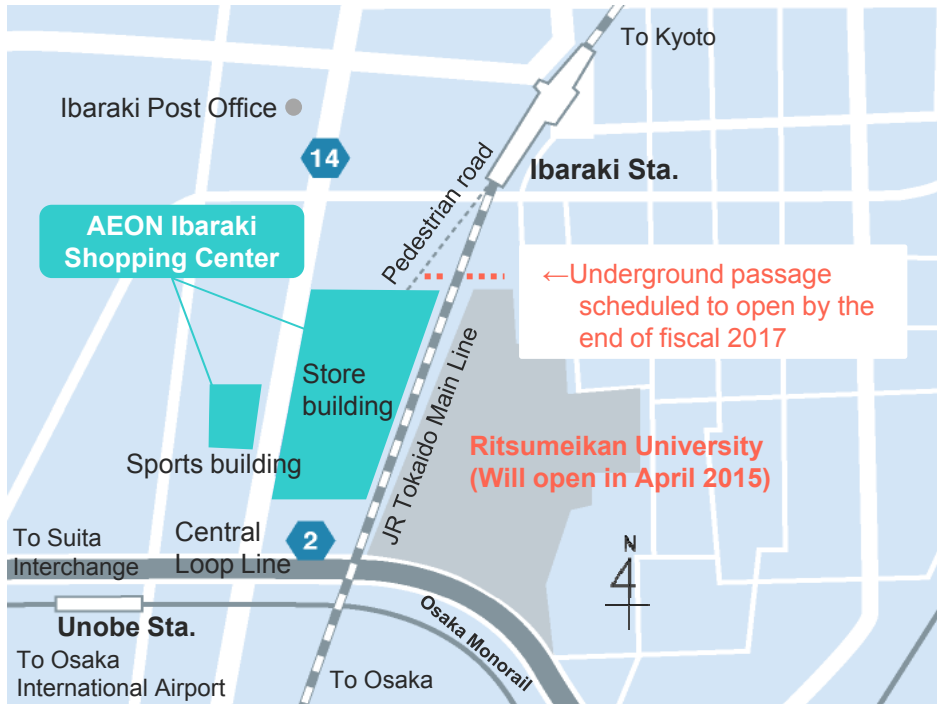 To Kyoto
Ibaraki Post Office
14
Pedestrian road
Ibaraki Sta.
AEON Ibaraki
Shopping Center
←Underground passage
scheduled to open by the
end of fiscal 2017
Store
building
JR Tokaido Main Line
Sports building
Ritsumeikan University
(Will open in April 2015)
To Suita
Interchange
Central
Loop Line
2
N
Unobe Sta.
Osaka Monorail
To Osaka
International Airport
To Osaka